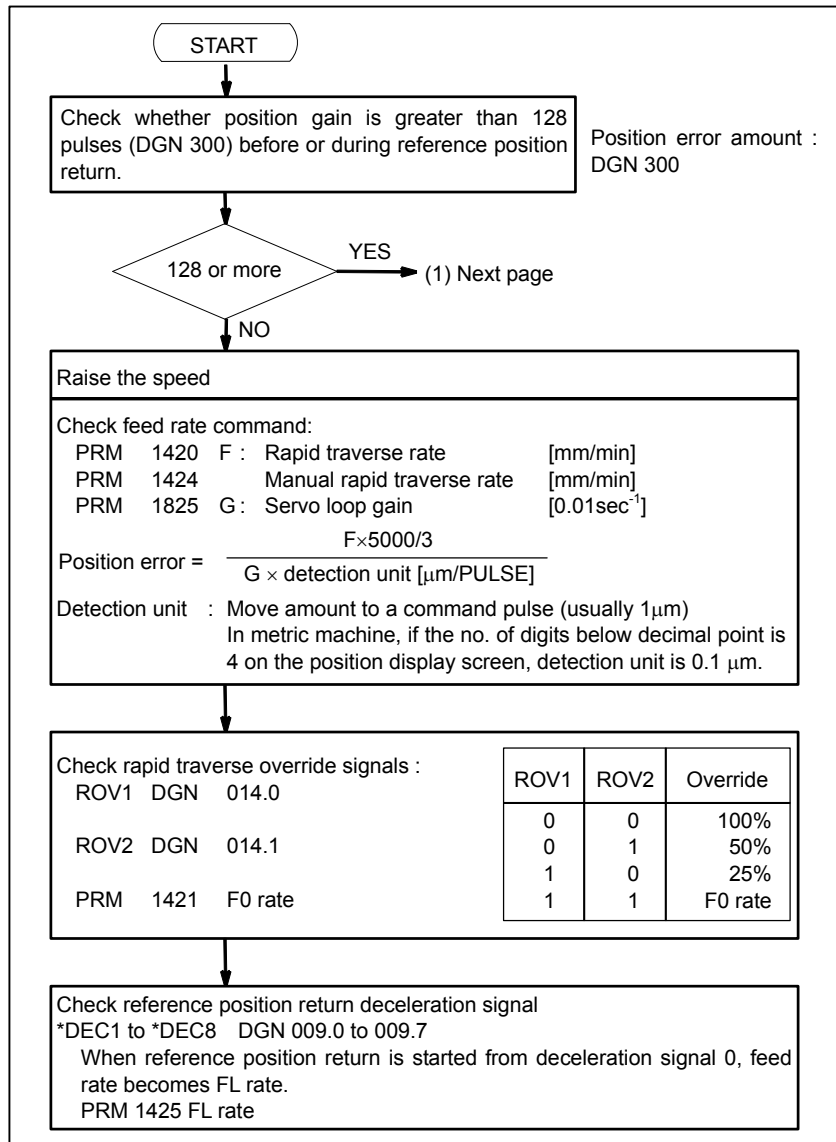 START
Check whether position gain is greater than 128
pulses (DGN 300) before or during reference position
return.
Position error amount :
DGN 300
128 or more
YES
(1) Next page
NO
Raise the speed
Check feed rate command:
PRM 1420 F : Rapid traverse rate [mm/min]
PRM 1424 Manual rapid traverse rate [mm/min]
PRM 1825 G : Servo loop gain [0.01sec⁻¹]
F×5000/3
Position error =
G × detection unit [μm/PULSE]
Detection unit : Move amount to a command pulse (usually 1μm)
In metric machine, if the no. of digits below decimal point is
4 on the position display screen, detection unit is 0.1 μm.
Check rapid traverse override signals :
ROV1 DGN 014.0
ROV2 DGN 014.1
PRM 1421 F0 rate
ROV1 ROV2 Override
0 0 100%
0 1 50%
1 0 25%
1 1 F0 rate
Check reference position return deceleration signal
*DEC1 to *DEC8 DGN 009.0 to 009.7
When reference position return is started from deceleration signal 0, feed
rate becomes FL rate.
PRM 1425 FL rate